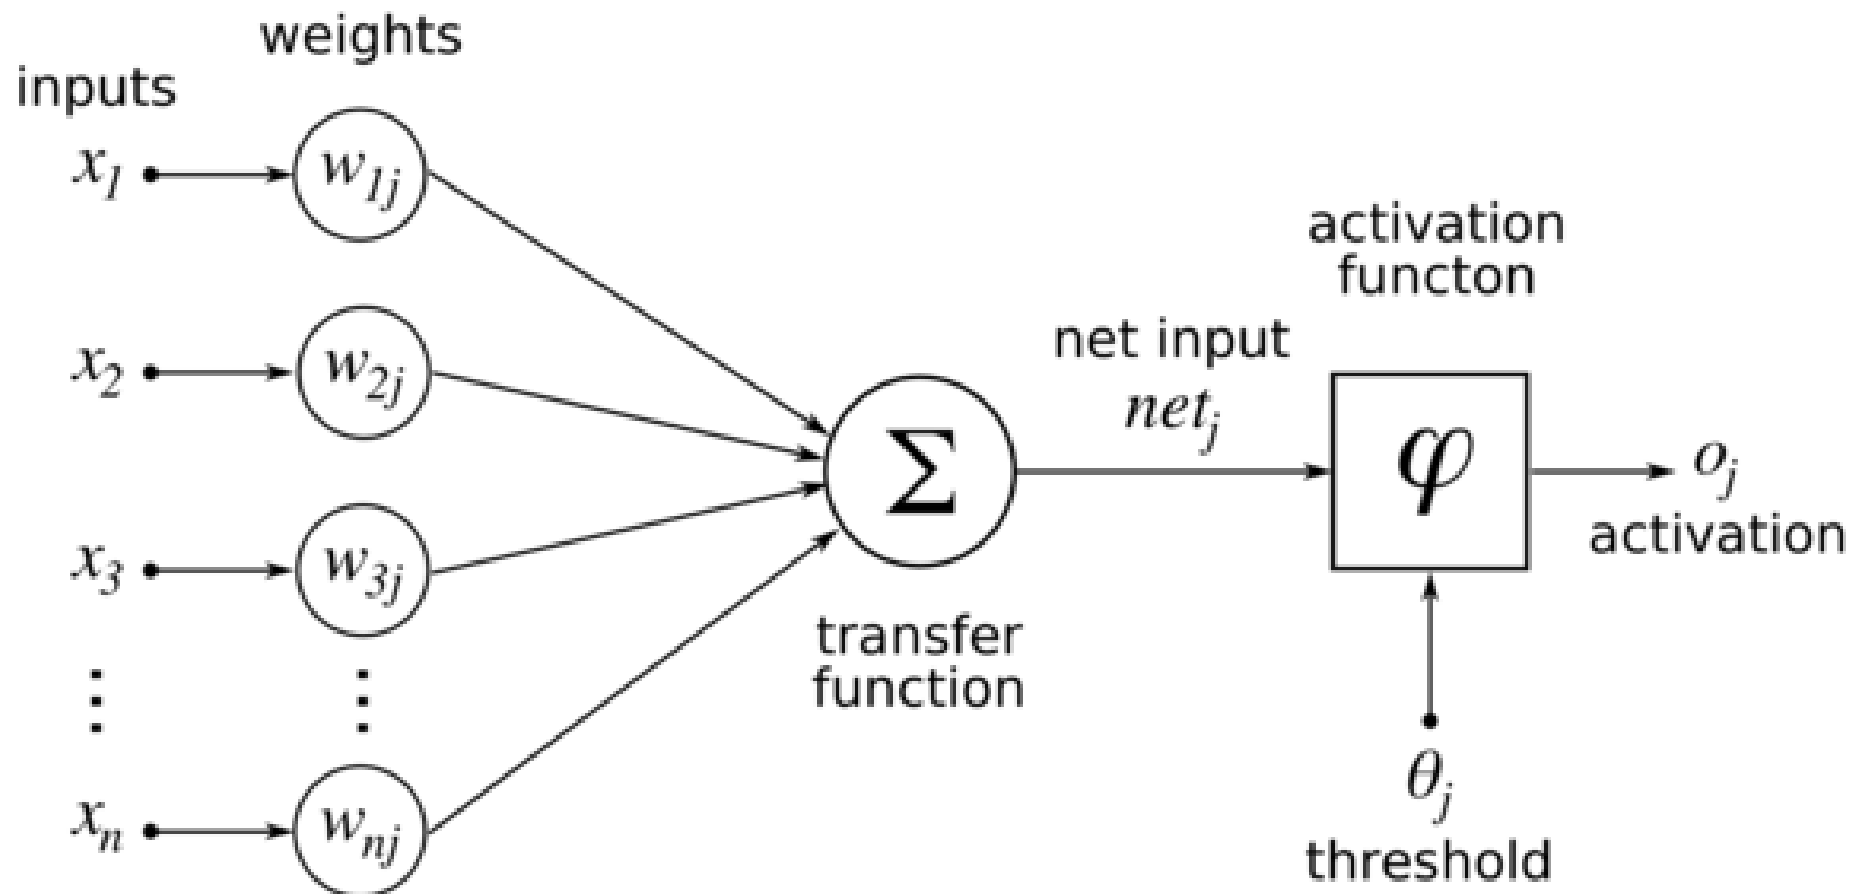 weights
inputs
x1 w1j
x2 w2j
x3 w3j
⋮ ⋮
xn wnj
Σ
transfer
function
net input
netj
activation
functon
φ
oj
activation
θj
threshold